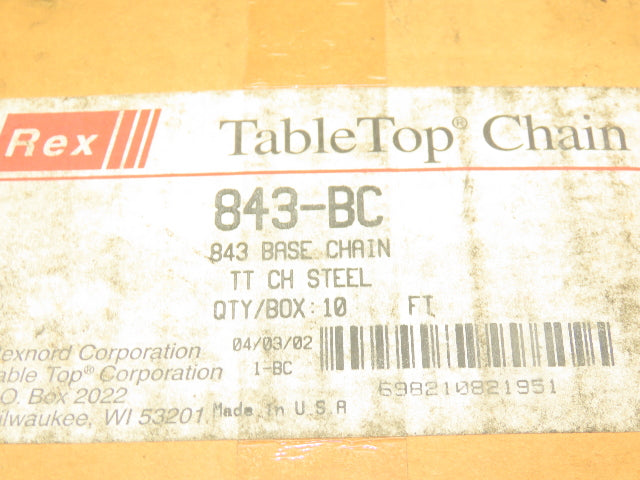 Rex
TableTop® Chain
843-BC
843 BASE CHAIN
TT CH STEEL
QTY/BOX: 10 FT
04/03/02
1-BC
698210821951
exnord Corporation
able Top® Corporation
.O. Box 2022
ilwaukee, WI 53201
Made In U.S.A